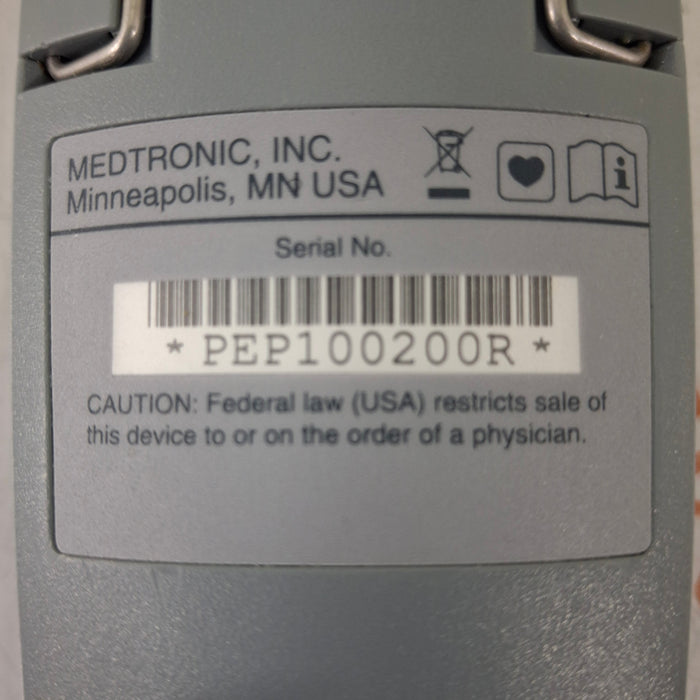 MEDTRONIC, INC.
Minneapolis, MN USA
Serial No.
* PEP100200R *
CAUTION: Federal law (USA) restricts sale of
this device to or on the order of a physician.